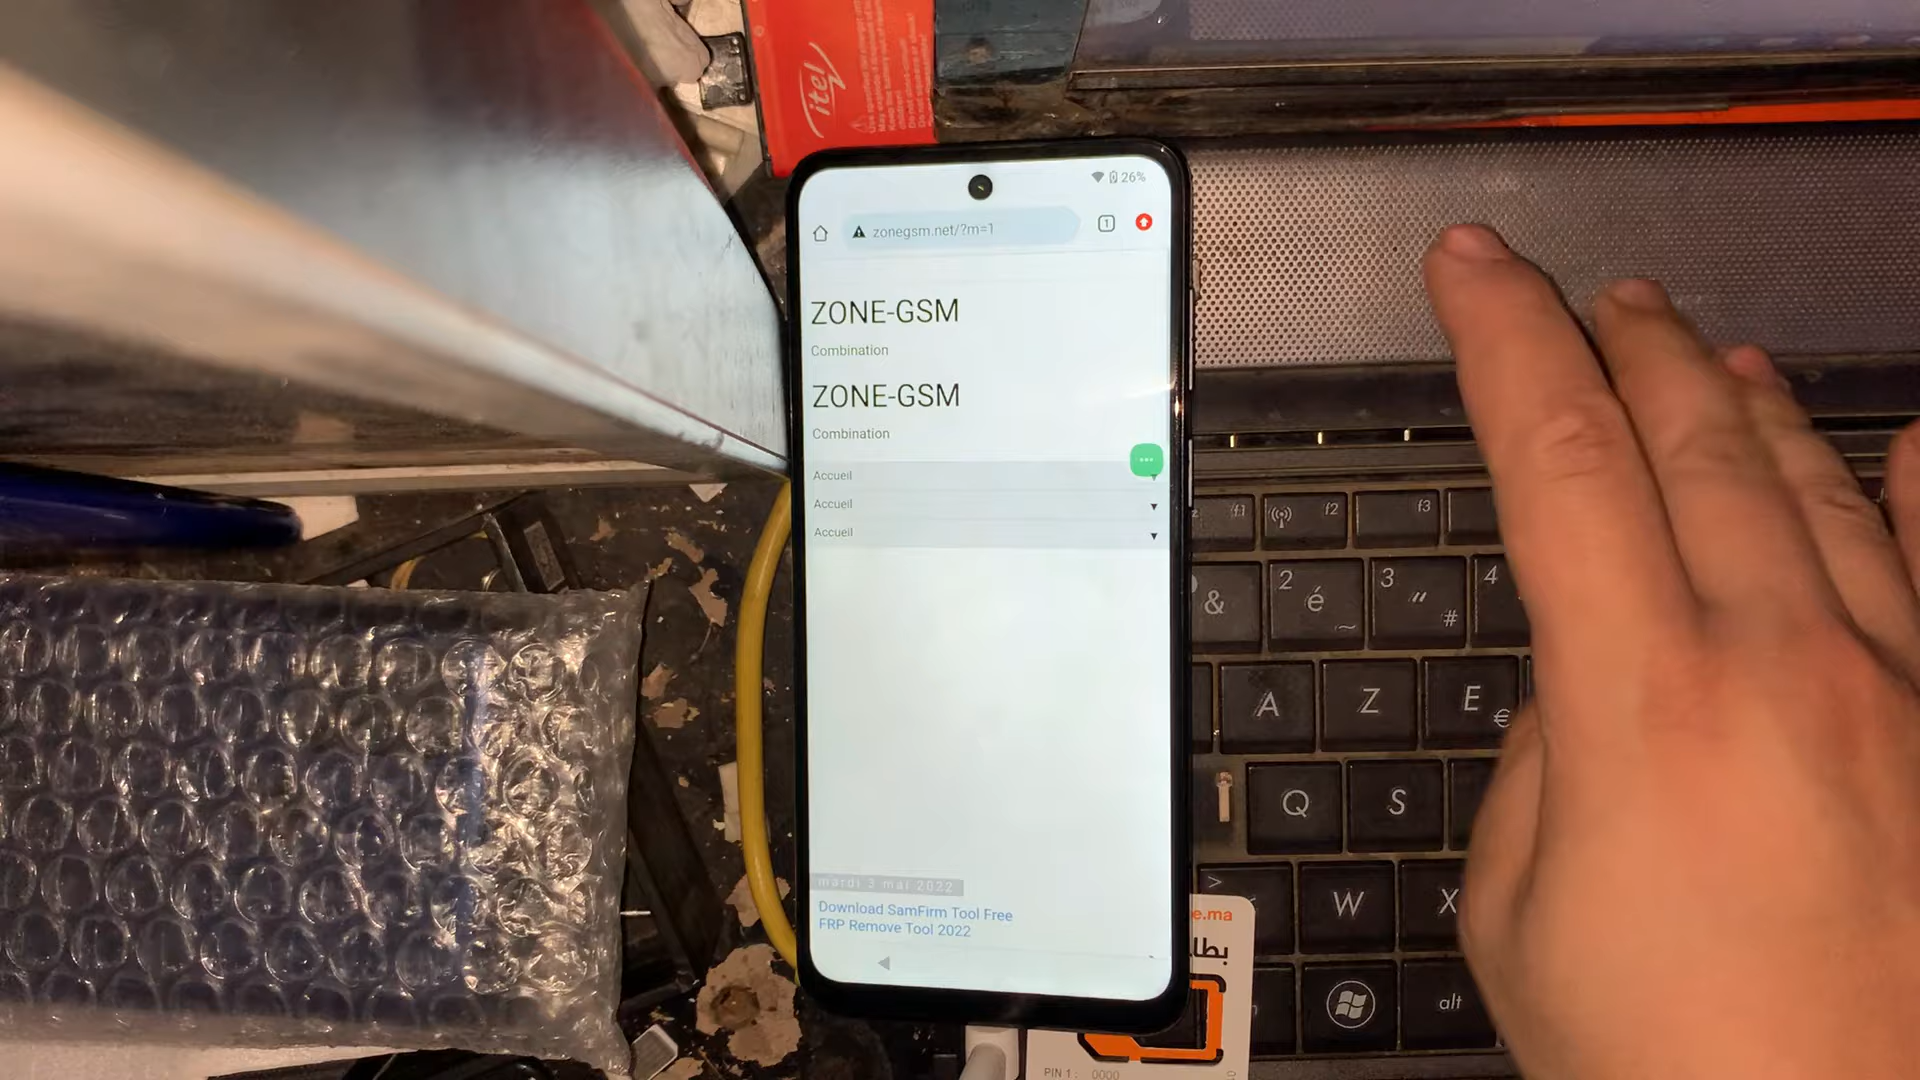 itel
26%
zonegsm.net/?m=1
1
ZONE-GSM
Combination
ZONE-GSM
Combination
Accueil
Accueil
Accueil
mardi 3 mai 2022
Download SamFirm Tool Free
FRP Remove Tool 2022
f1 f2 f3
& 2 é ~ 3 " # 4
A Z E €
Q S
> < W X
alt
e.ma
بطا
PIN 1 : 0000